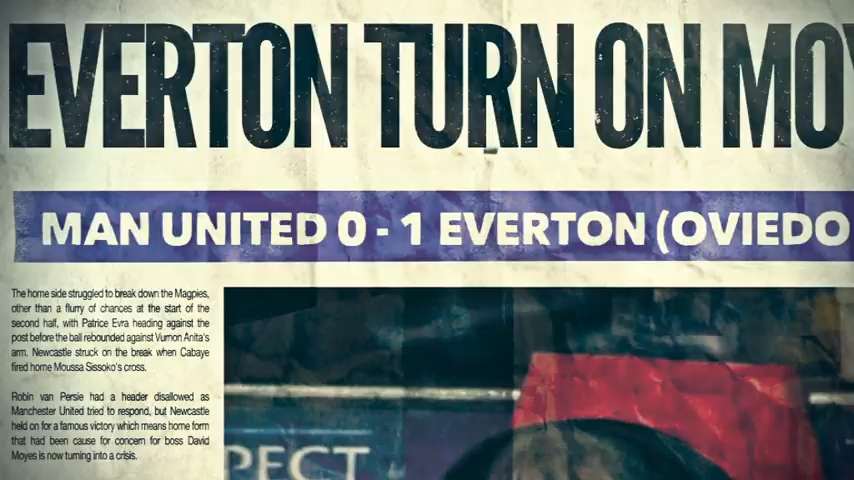 EVERTON TURN ON MOY
MAN UNITED 0 - 1 EVERTON (OVIEDO
The home side struggled to break down the Magpies,
other than a flurry of chances at the start of the
second half, with Patrice Evra heading against the
post before the ball rebounded against Vurnon Anita's
arm. Newcastle struck on the break when Cabaye
fired home Moussa Sissoko's cross.
Robin van Persie had a header disallowed as
Manchester United tried to respond, but Newcastle
held on for a famous victory which means home form
that had been cause for concern for boss David
Moyes is now turning into a crisis.
PECT